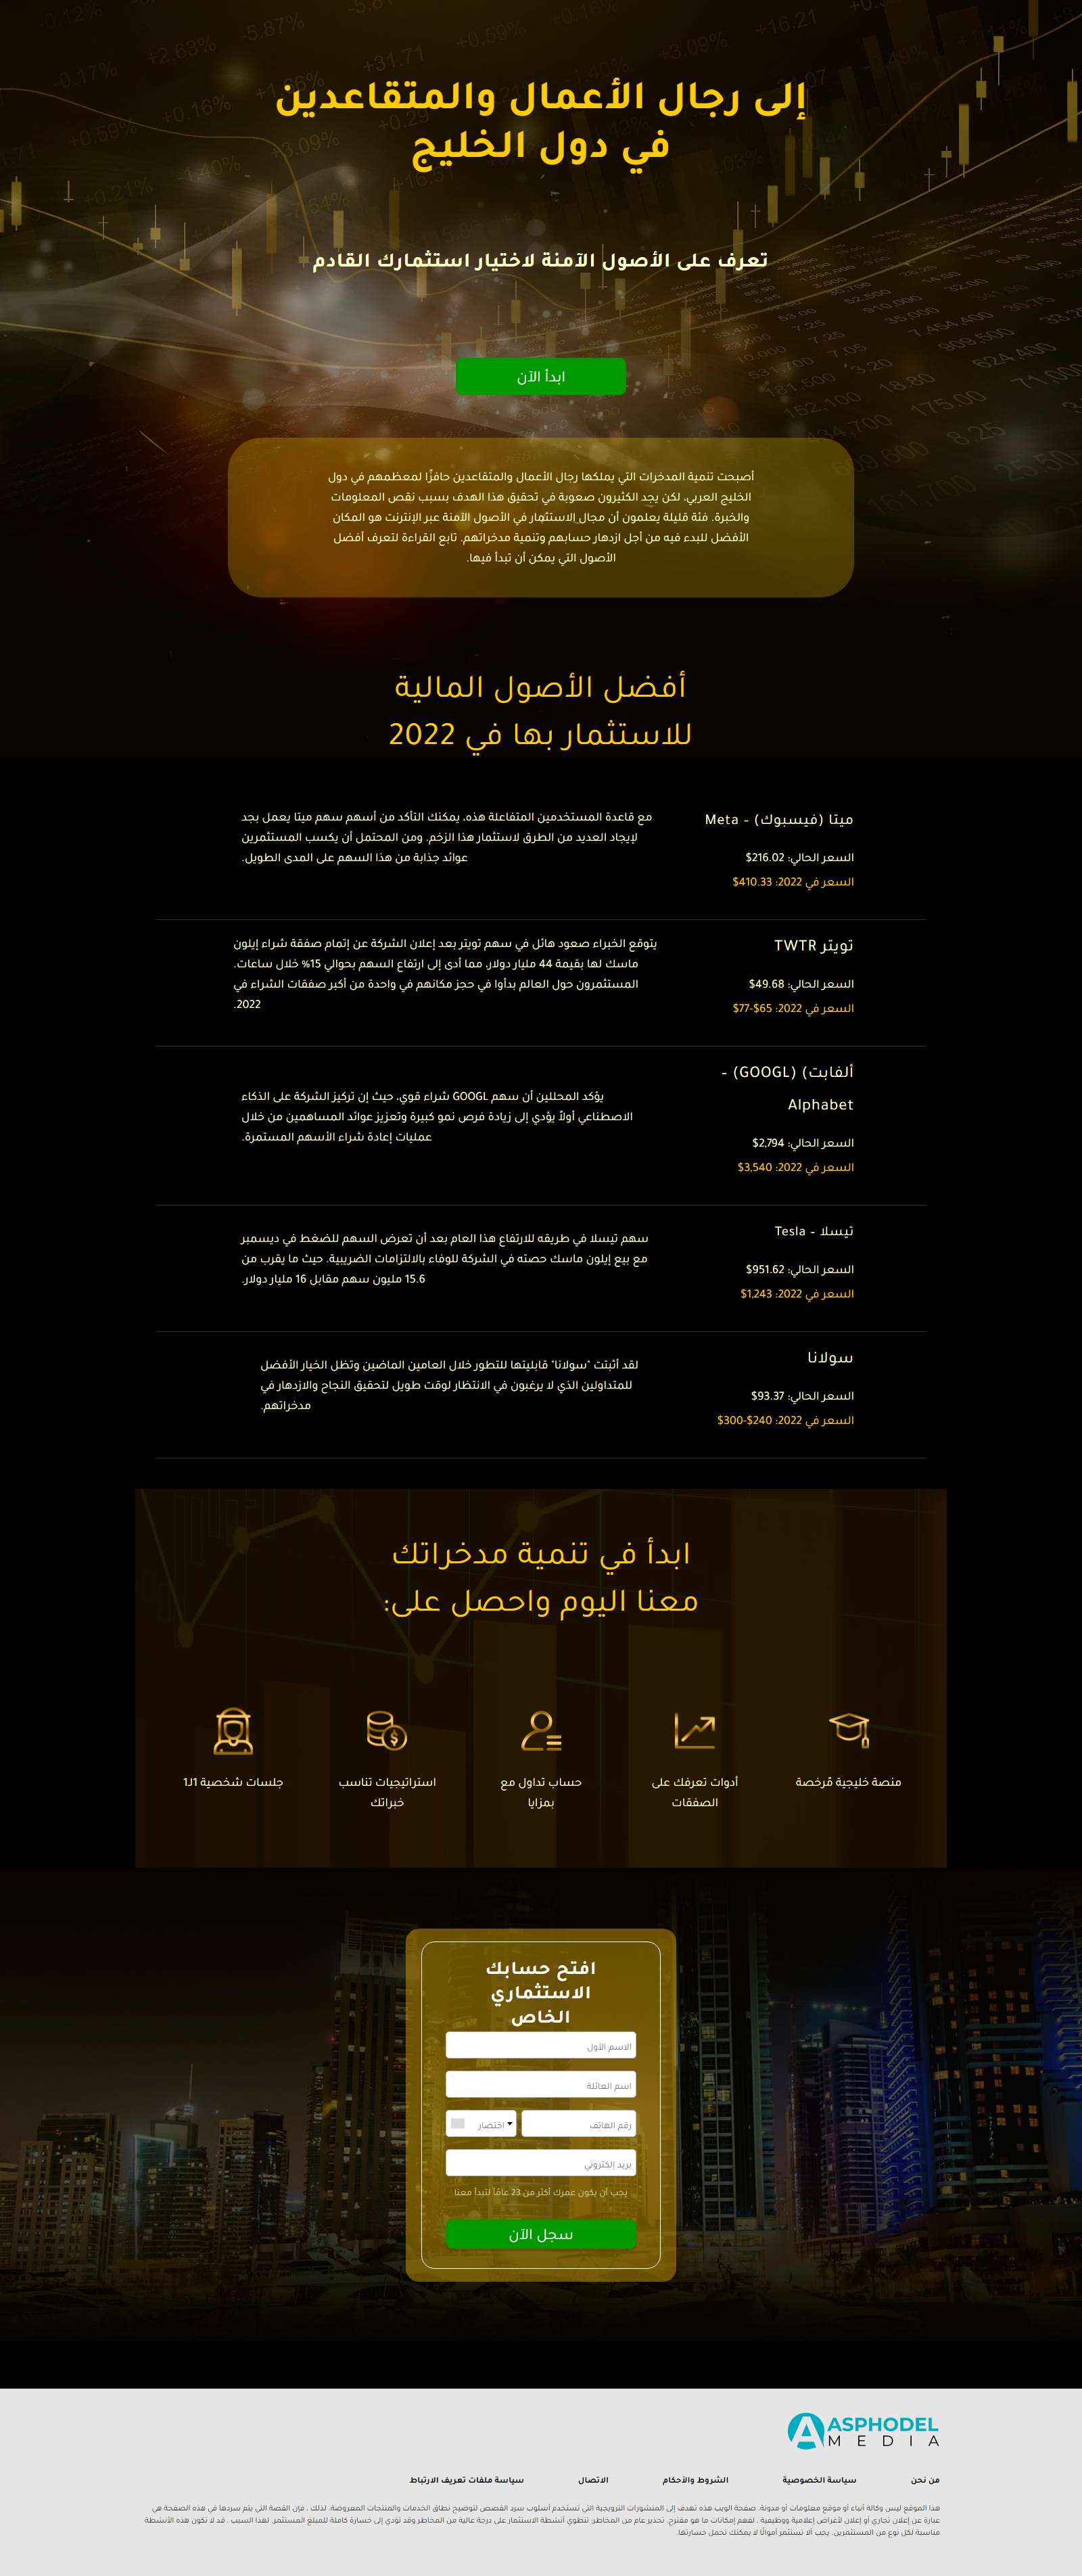 إلى رجال الأعمال والمتقاعدين
في دول الخليج
تعرف على الأصول الآمنة لاختيار استثمارك القادم
ابدأ الآن
أصبحت تنمية المدخرات التي يملكها رجال الأعمال والمتقاعدين حافزًا لمعظمهم في دول
الخليج العربي، لكن يجد الكثيرون صعوبة في تحقيق هذا الهدف بسبب نقص المعلومات
والخبرة. فئة قليلة يعلمون أن مجال الاستثمار في الأصول الآمنة عبر الإنترنت هو المكان
الأفضل للبدء فيه من أجل ازدهار حسابهم وتنمية مدخراتهم. تابع القراءة لتعرف أفضل
الأصول التي يمكن أن تبدأ فيها.
أفضل الأصول المالية
للاستثمار بها في 2022
ميتا (فيسبوك) - Meta
السعر الحالي: 216.02$
السعر في 2022: 410.33$
مع قاعدة المستخدمين المتفاعلة هذه، يمكنك التأكد من أسهم سهم ميتا يعمل بجد
لإيجاد العديد من الطرق لاستثمار هذا الزخم. ومن المحتمل أن يكسب المستثمرين
عوائد جذابة من هذا السهم على المدى الطويل.
تويتر TWTR
السعر الحالي: 49.68$
السعر في 2022: 65$-77$
يتوقع الخبراء صعود هائل في سهم تويتر بعد إعلان الشركة عن إتمام صفقة شراء إيلون
ماسك لها بقيمة 44 مليار دولار، مما أدى إلى ارتفاع السهم بحوالي 15% خلال ساعات.
المستثمرون حول العالم بدأوا في حجز مكانهم في واحدة من أكبر صفقات الشراء في
2022.
ألفابت) (GOOGL) -
Alphabet
السعر الحالي: 2,794$
السعر في 2022: 3,540$
يؤكد المحللين أن سهم GOOGL شراء قوي، حيث إن تركيز الشركة على الذكاء
الاصطناعي أولاً يؤدي إلى زيادة فرص نمو كبيرة وتعزيز عوائد المساهمين من خلال
عمليات إعادة شراء الأسهم المستمرة.
تيسلا - Tesla
السعر الحالي: 951.62$
السعر في 2022: 1,243$
سهم تيسلا في طريقه للارتفاع هذا العام بعد أن تعرض السهم للضغط في ديسمبر
مع بيع إيلون ماسك حصته في الشركة للوفاء بالالتزامات الضريبية، حيث ما يقرب من
15.6 مليون سهم مقابل 16 مليار دولار.
سولانا
السعر الحالي: 93.37$
السعر في 2022: 240$-300$
لقد أثبتت "سولانا" قابليتها للتطور خلال العامين الماضين وتظل الخيار الأفضل
للمتداولين الذي لا يرغبون في الانتظار لوقت طويل لتحقيق النجاح والازدهار في
مدخراتهم.
ابدأ في تنمية مدخراتك
معنا اليوم واحصل على:
منصة خليجية مُرخصة
أدوات تعرفك على
الصفقات
حساب تداول مع
بمزايا
استراتيجيات تناسب
خبراتك
جلسات شخصية 1لـ1
افتح حسابك
الاستثماري
الخاص
الاسم الأول
اسم العائلة
رقم الهاتف
اختصار
بريد إلكتروني
يجب أن يكون عمرك أكثر من 23 عامًا لتبدأ معنا
سجل الآن
ASPHODEL
MEDIA
من نحن
سياسة الخصوصية
الشروط والأحكام
الاتصال
سياسة ملفات تعريف الارتباط
هذا الموقع ليس وكالة أنباء أو موقع معلومات أو مدونة. صفحة الويب هذه تهدف إلى المنشورات الترويجية التي تستخدم أسلوب سرد القصص لتوضيح نطاق الخدمات والمنتجات المعروضة. لذلك ، فإن القصة التي يتم سردها في هذه الصفحة هي
عبارة عن إعلان تجاري أو إعلان لأغراض إعلامية ووظيفية ، لفهم إمكانات ما هو مقترح. تحذير عام من المخاطر: تنطوي أنشطة الاستثمار على درجة عالية من المخاطر وقد تؤدي إلى خسارة كاملة للمبلغ المستثمر. لهذا السبب ، قد لا تكون هذه الأنشطة
مناسبة لكل نوع من المستثمرين. يجب ألا تستثمر أموالًا لا يمكنك تحمل خسارتها.